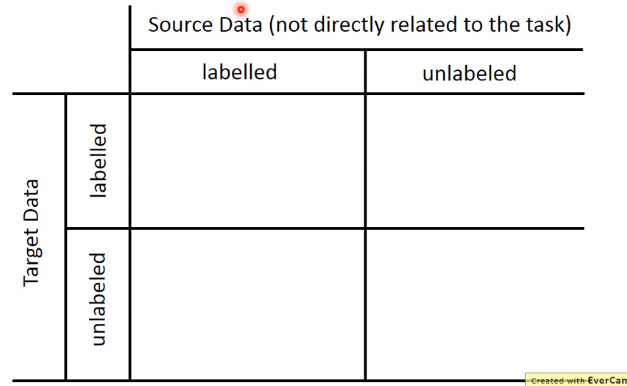 Source Data (not directly related to the task)
labelled
unlabeled
Target Data
labelled
unlabeled
Created with EverCam